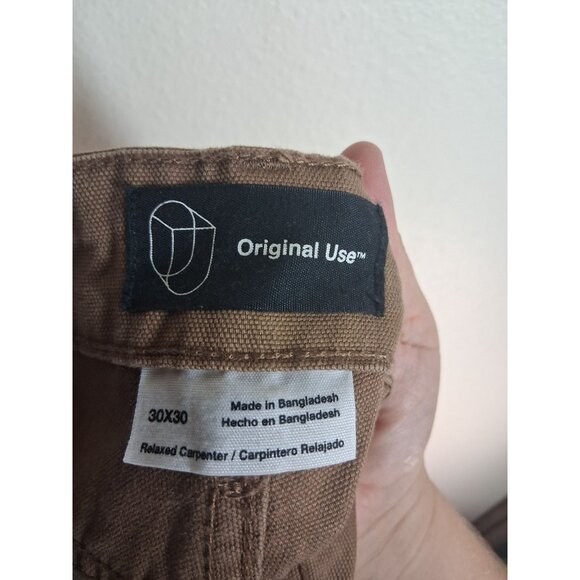 Original Use™
30X30
Made in Bangladesh
Hecho en Bangladesh
Relaxed Carpenter / Carpintero Relajado